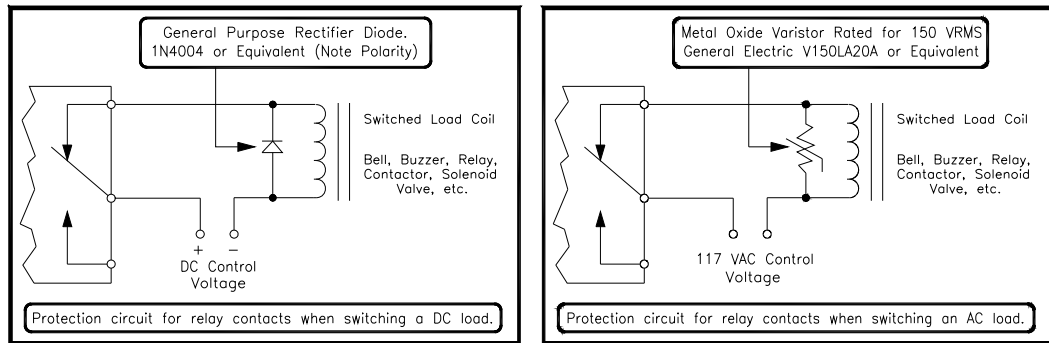 General Purpose Rectifier Diode.
1N4004 or Equivalent (Note Polarity)
Switched Load Coil
Bell, Buzzer, Relay,
Contactor, Solenoid
Valve, etc.
+ −
DC Control
Voltage
Protection circuit for relay contacts when switching a DC load.
Metal Oxide Varistor Rated for 150 VRMS
General Electric V150LA20A or Equivalent
Switched Load Coil
Bell, Buzzer, Relay,
Contactor, Solenoid
Valve, etc.
117 VAC Control
Voltage
Protection circuit for relay contacts when switching an AC load.